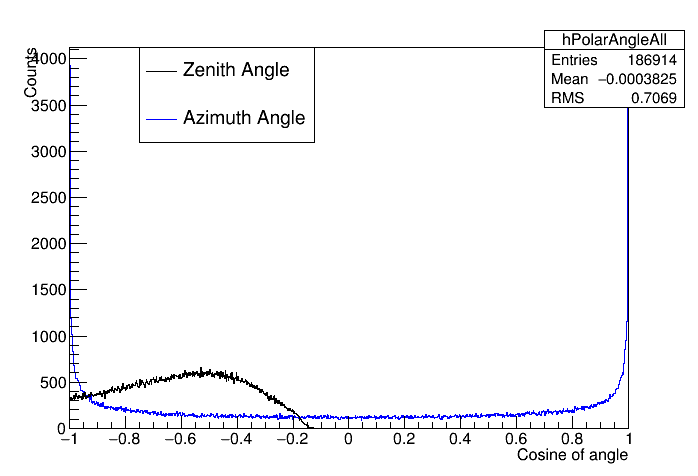 hPolarAngleAll
Entries 186914
Mean −0.0003825
RMS 0.7069
Zenith Angle
Azimuth Angle
Counts
4000
3500
3000
2500
2000
1500
1000
500
0
−1 −0.8 −0.6 −0.4 −0.2 0 0.2 0.4 0.6 0.8 1
Cosine of angle